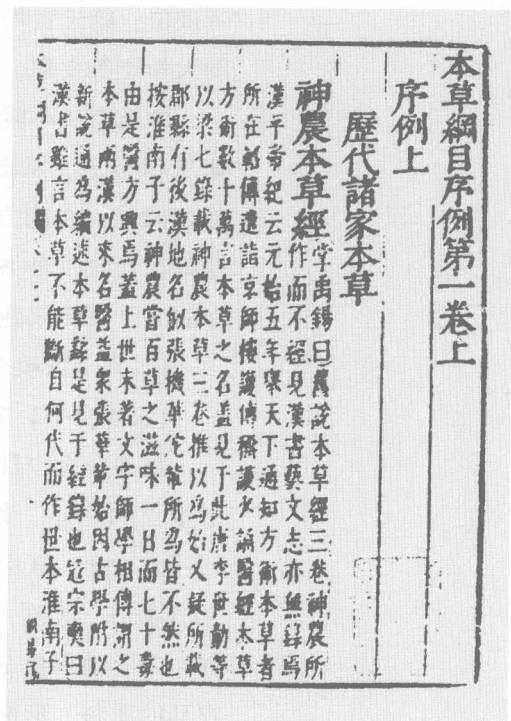 本草綱目序例第一卷上
序例上
歷代諸家本草
神農本草經掌禹錫曰舊說本草經三卷神農所
作而不經見漢書藝文志亦無錄焉
漢平帝紀云元始五年舉天下通知方術本草者
所在軺傳遣詣京師樓護傳稱護少誦醫經本草
方術數十萬言本草之名蓋見于此唐李世勣等
以梁七錄載神農本草三卷推以爲始又疑所載
郡縣有後漢地名似張機華佗輩所爲皆不然也
按淮南子云神農嘗百草之滋味一日而七十毒
由是醫方興焉蓋上世未著文字師學相傳謂之
本草兩漢以來名醫益眾張華輩始因古學附以
新說通爲編述本草繇是見于經錄也寇宗奭曰
漢書雖言本草不能斷自何代而作世本淮南子